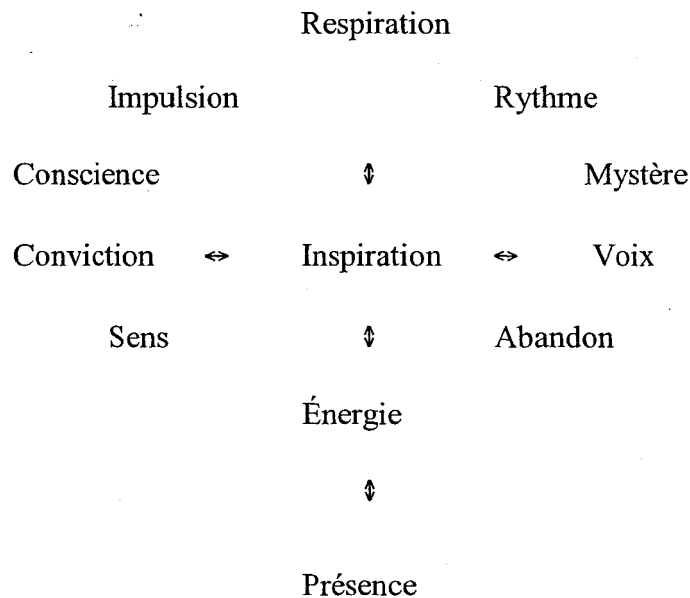 Respiration
Impulsion Rythme
Conscience ⇕ Mystère
Conviction ⇔ Inspiration ⇔ Voix
Sens ⇕ Abandon
Énergie
⇕
Présence